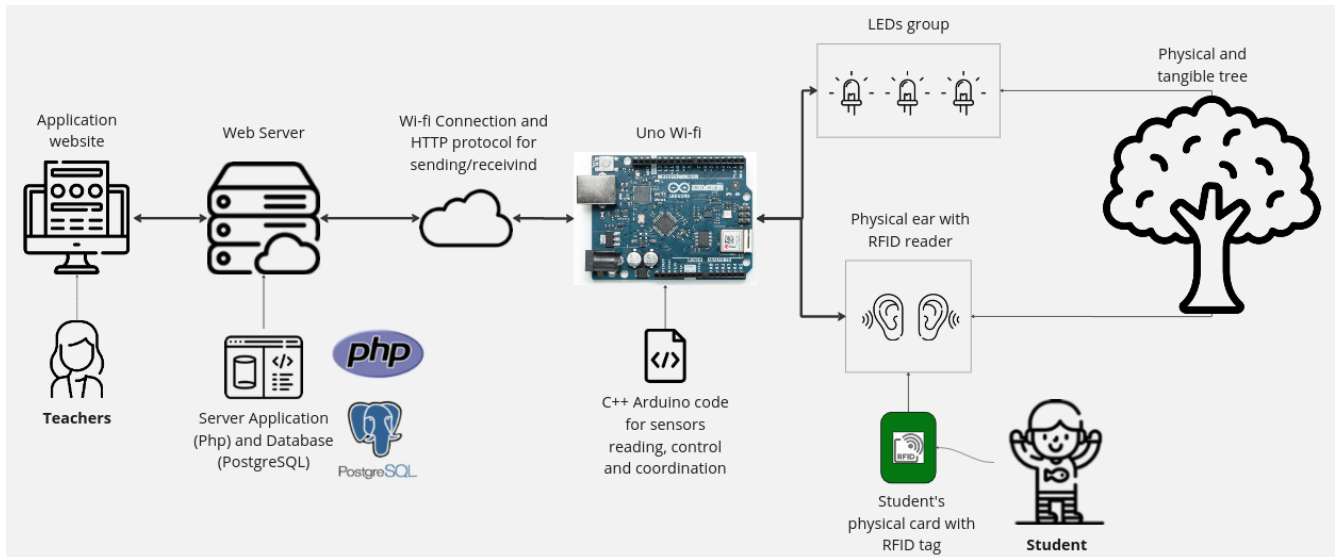 LEDs group
Physical and
tangible tree
Application
website
Web Server
Wi-fi Connection and
HTTP protocol for
sending/receivind
Uno Wi-fi
Physical ear with
RFID reader
php
Teachers
Server Application
(Php) and Database
(PostgreSQL)
PostgreSQL
C++ Arduino code
for sensors
reading, control
and coordination
RFID
Student's
physical card with
RFID tag
Student